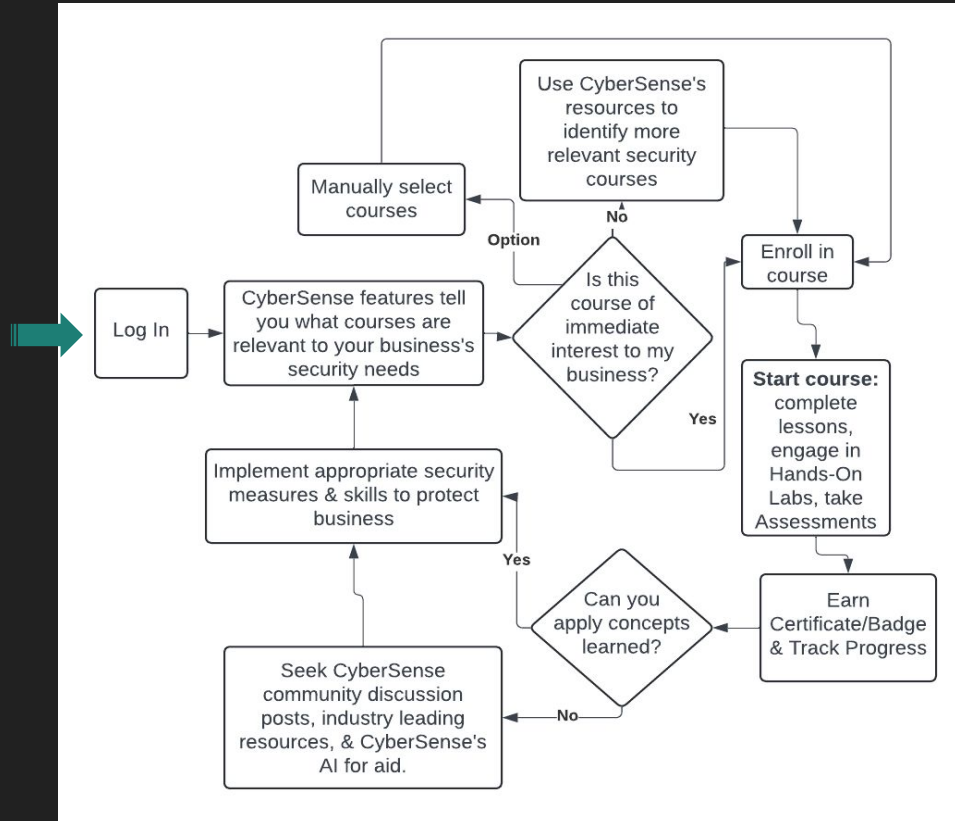 Use CyberSense's
resources to
identify more
relevant security
courses
Manually select
courses
No
Option
Enroll in
course
Is this
course of
immediate
interest to my
business?
CyberSense features tell
you what courses are
relevant to your business's
security needs
Log In
Yes
Start course:
complete
lessons,
engage in
Hands-On
Labs, take
Assessments
Implement appropriate security
measures & skills to protect
business
Yes
Can you
apply concepts
learned?
Earn
Certificate/Badge
& Track Progress
Seek CyberSense
community discussion
posts, industry leading
resources, & CyberSense's
AI for aid.
No